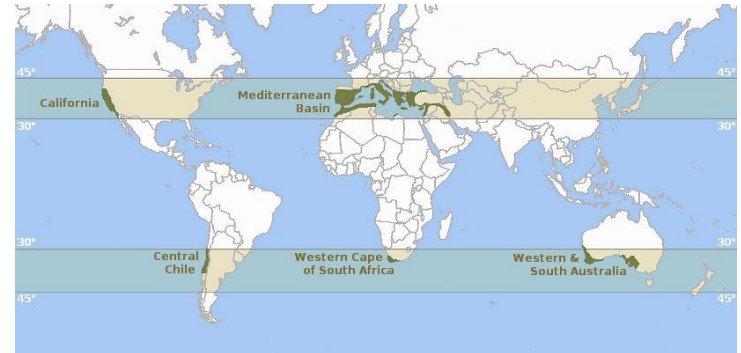 45°
45°
California
Mediterranean
Basin
30°
30°
30°
30°
Central
Chile
Western Cape
of South Africa
Western &
South Australia
45°
45°